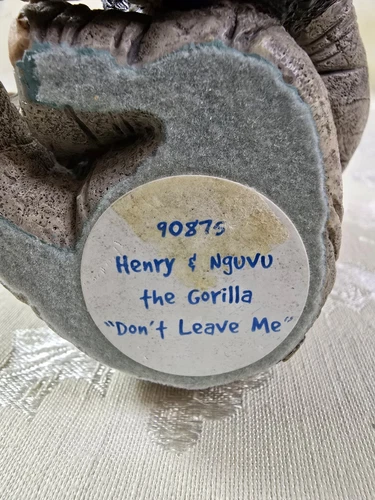 90875
Henry & Nguvu
the Gorilla
"Don't Leave Me"